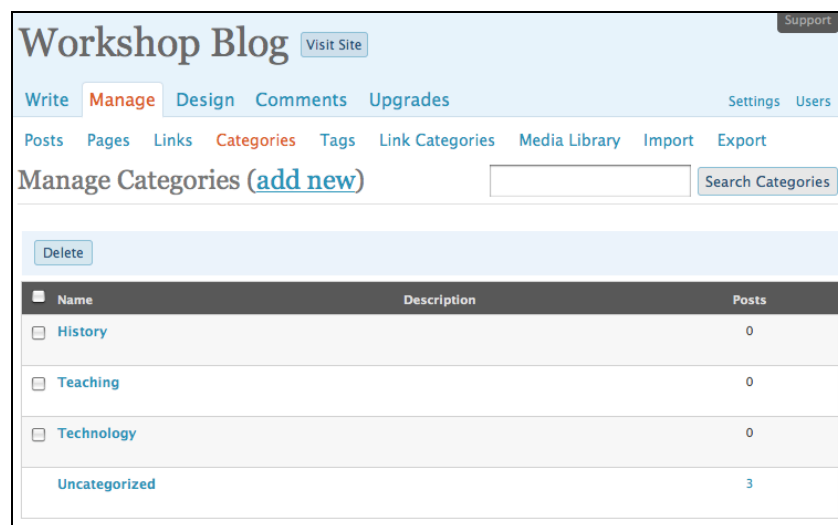 Support
Workshop Blog Visit Site
Write Manage Design Comments Upgrades Settings Users
Posts Pages Links Categories Tags Link Categories Media Library Import Export
Manage Categories (add new) Search Categories
Delete
Name Description Posts
History 0
Teaching 0
Technology 0
Uncategorized 3